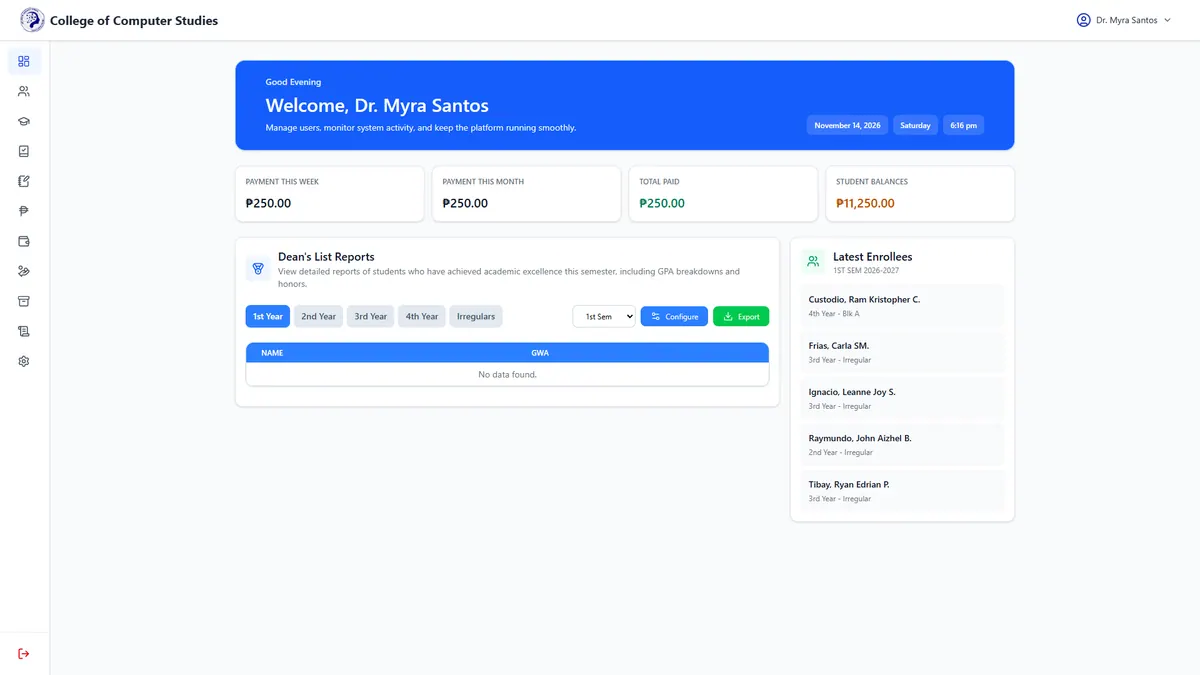 College of Computer Studies
Dr. Myra Santos
Good Evening
Welcome, Dr. Myra Santos
Manage users, monitor system activity, and keep the platform running smoothly.
November 14, 2026
Saturday
6:16 pm
PAYMENT THIS WEEK
₱250.00
PAYMENT THIS MONTH
₱250.00
TOTAL PAID
₱250.00
STUDENT BALANCES
₱11,250.00
Dean's List Reports
View detailed reports of students who have achieved academic excellence this semester, including GPA breakdowns and
honors.
1st Year
2nd Year
3rd Year
4th Year
Irregulars
1st Sem
Configure
Export
NAME
GWA
No data found.
Latest Enrollees
1ST SEM 2026-2027
Custodio, Ram Kristopher C.
4th Year - Blk A
Frias, Carla SM.
3rd Year - Irregular
Ignacio, Leanne Joy S.
3rd Year - Irregular
Raymundo, John Aizhel B.
2nd Year - Irregular
Tibay, Ryan Edrian P.
3rd Year - Irregular